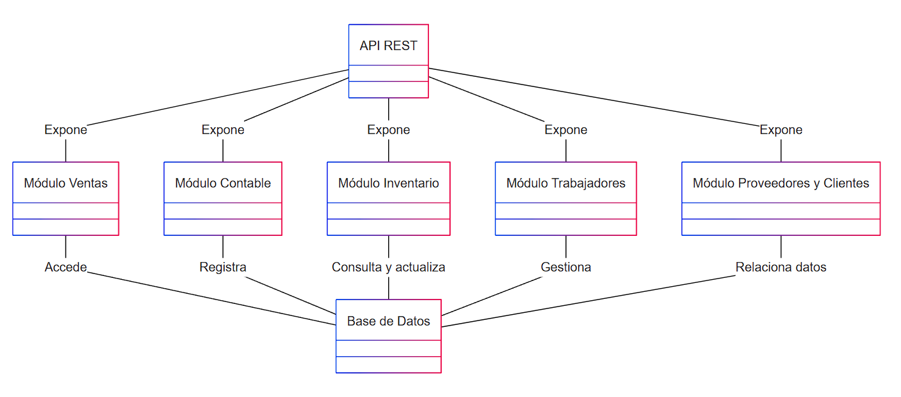 API REST
Expone
Expone
Expone
Expone
Expone
Módulo Ventas
Módulo Contable
Módulo Inventario
Módulo Trabajadores
Módulo Proveedores y Clientes
Accede
Registra
Consulta y actualiza
Gestiona
Relaciona datos
Base de Datos